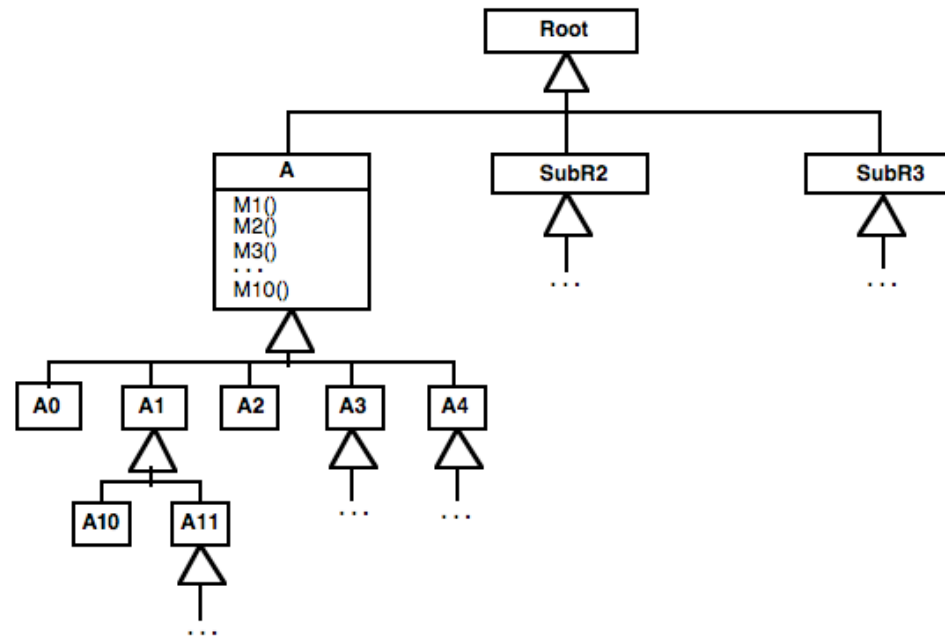 Root
A
SubR2
SubR3
M1()
M2()
M3()
...
M10()
...
...
A0
A1
A2
A3
A4
A10
A11
...
...
...